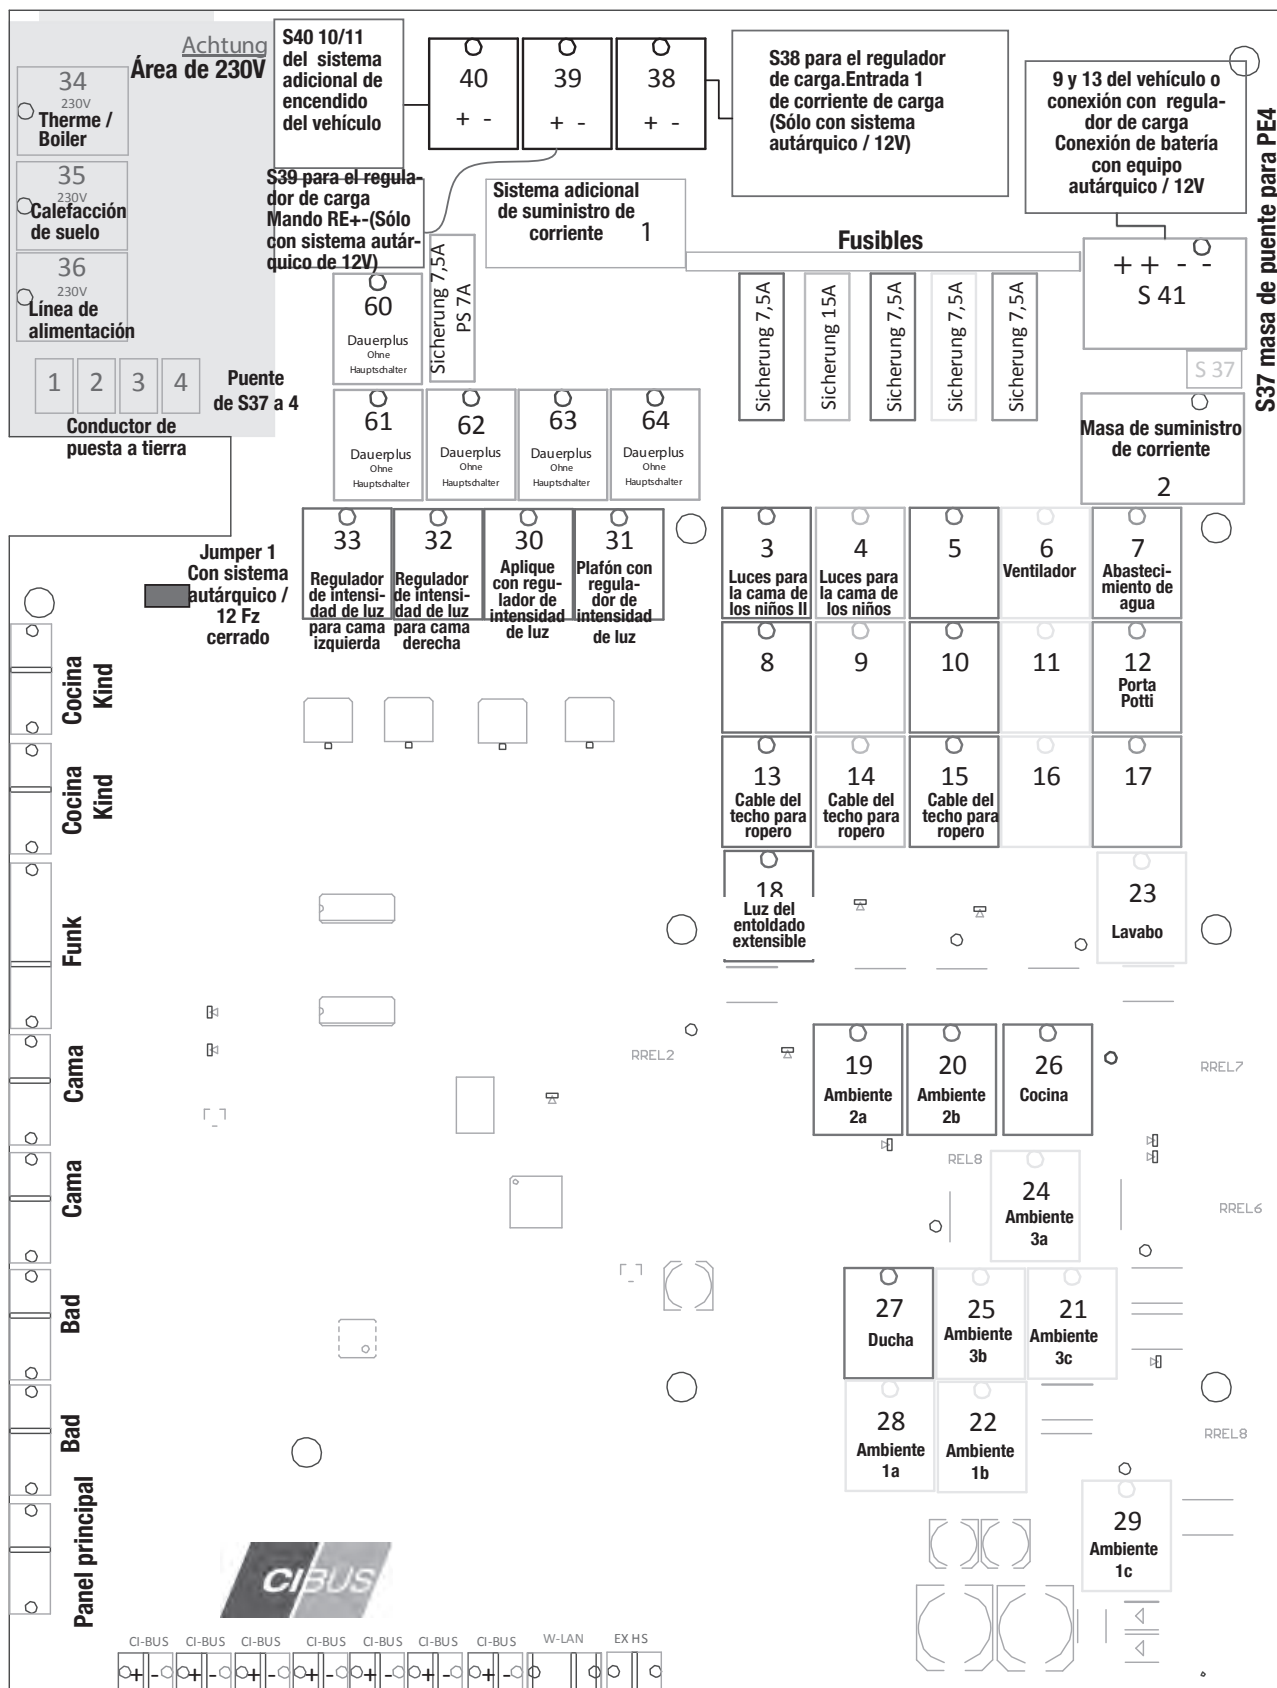 Achtung
Área de 230V
34
230V
Therme /
Boiler
35
230V
Calefacción
de suelo
36
230V
Línea de
alimentación
1
2
3
4
Puente
de S37 a 4
Conductor de
puesta a tierra
S40 10/11
del sistema
adicional de
encendido
del vehículo
40
+ -
39
+ -
38
+ -
S38 para el regulador
de carga.Entrada 1
de corriente de carga
(Sólo con sistema
autárquico / 12V)
9 y 13 del vehículo o
conexión con regula-
dor de carga
Conexión de batería
con equipo
autárquico / 12V
S37 masa de puente para PE4
S39 para el regula-
dor de carga
Mando RE+-(Sólo
con sistema autár-
quico de 12V)
Sistema adicional
de suministro de
corriente 1
Fusibles
+ + - -
S 41
S 37
Masa de suministro
de corriente
2
Sicherung 7,5A
PS 7A
Sicherung 7,5A
Sicherung 15A
Sicherung 7,5A
Sicherung 7,5A
Sicherung 7,5A
60
Dauerplus
Ohne
Hauptschalter
61
Dauerplus
Ohne
Hauptschalter
62
Dauerplus
Ohne
Hauptschalter
63
Dauerplus
Ohne
Hauptschalter
64
Dauerplus
Ohne
Hauptschalter
Jumper 1
Con sistema
autárquico /
12 Fz
cerrado
33
Regulador
de intensi-
dad de luz
para cama
izquierda
32
Regulador
de intensi-
dad de luz
para cama
derecha
30
Aplique
con regu-
lador de
intensidad
de luz
31
Plafón con
regula-
dor de
intensidad
de luz
3
Luces para
la cama de
los niños II
4
Luces para
la cama de
los niños
5
6
Ventilador
7
Abasteci-
miento de
agua
8
9
10
11
12
Porta
Potti
13
Cable del
techo para
ropero
14
Cable del
techo para
ropero
15
Cable del
techo para
ropero
16
17
18
Luz del
entoldado
extensible
23
Lavabo
RREL2
19
Ambiente
2a
20
Ambiente
2b
26
Cocina
RREL7
REL8
24
Ambiente
3a
RREL6
27
Ducha
25
Ambiente
3b
21
Ambiente
3c
28
Ambiente
1a
22
Ambiente
1b
RREL8
29
Ambiente
1c
Cocina
Kind
Cocina
Kind
Funk
Cama
Cama
Bad
Bad
Panel principal
CIBUS
CI-BUS
CI-BUS
CI-BUS
CI-BUS
CI-BUS
CI-BUS
CI-BUS
W-LAN
EX HS
+ -
+ -
+ -
+ -
+ -
+ -
+ -